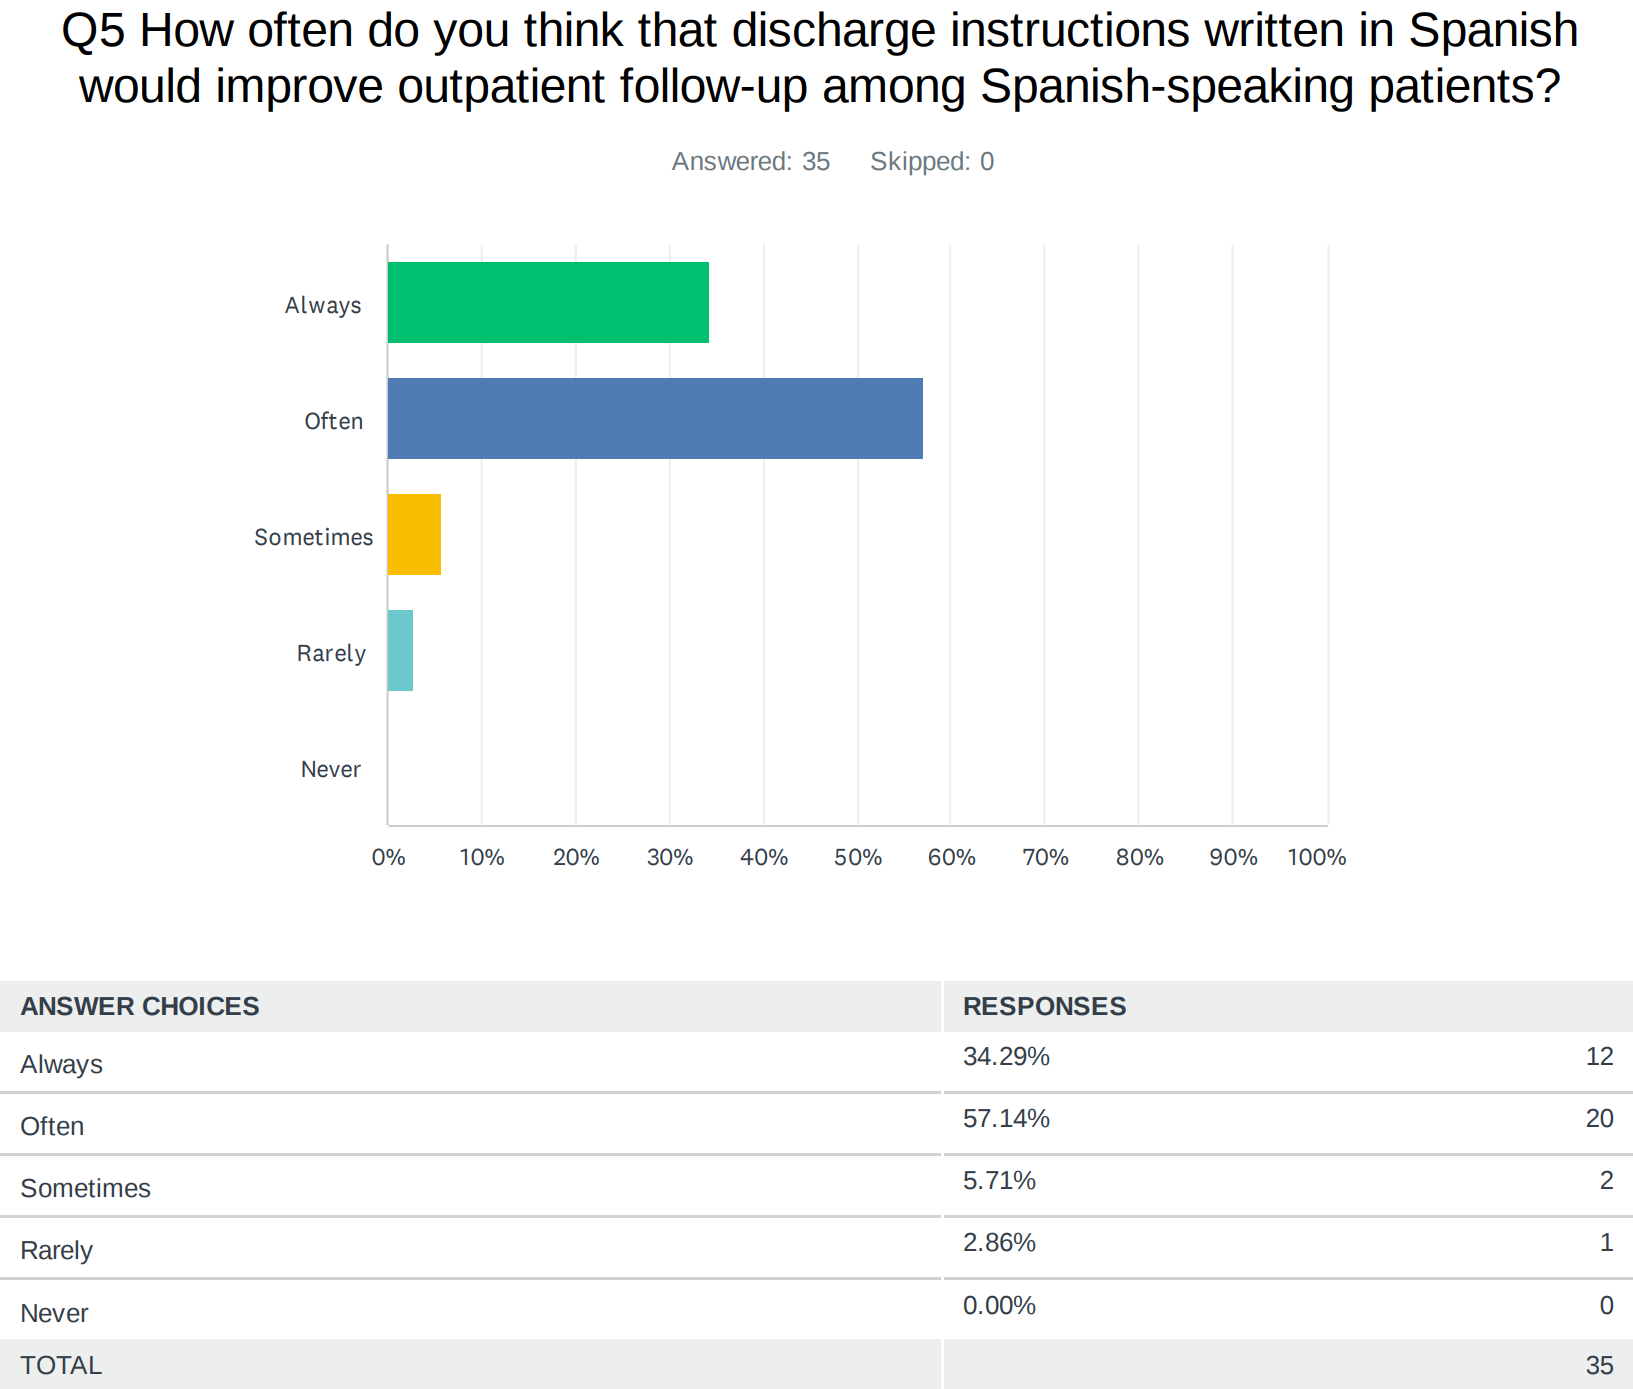 Q5 How often do you think that discharge instructions written in Spanish
would improve outpatient follow-up among Spanish-speaking patients?
Answered: 35 Skipped: 0
Always
Often
Sometimes
Rarely
Never
0% 10% 20% 30% 40% 50% 60% 70% 80% 90% 100%
ANSWER CHOICES RESPONSES
Always 34.29% 12
Often 57.14% 20
Sometimes 5.71% 2
Rarely 2.86% 1
Never 0.00% 0
TOTAL 35